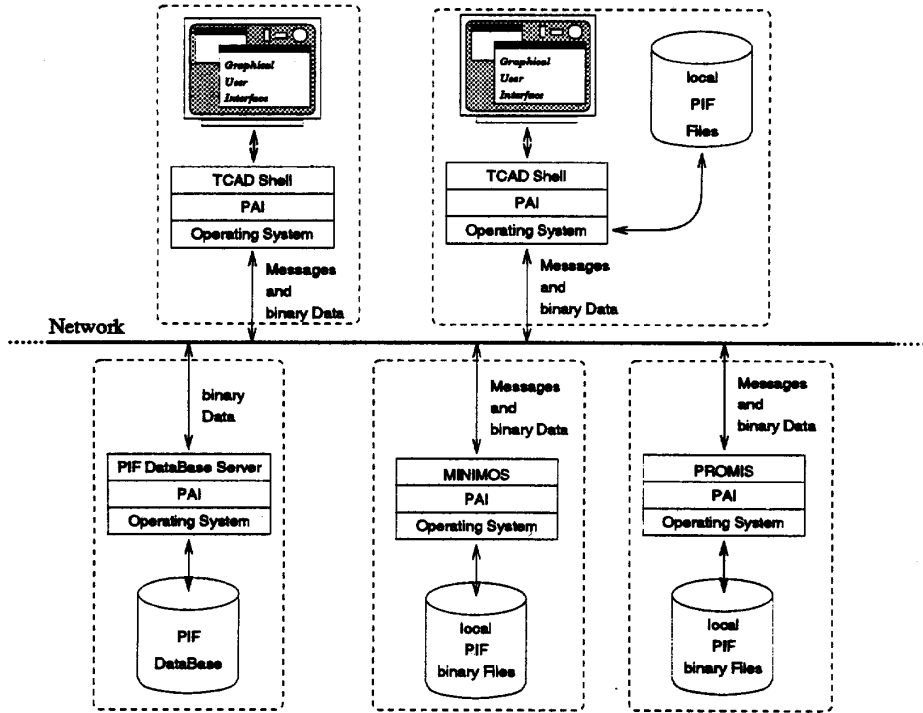 Graphical
User
Interface
TCAD Shell
PAI
Operating System
Messages
and
binary Data
Graphical
User
Interface
local
PIF
Files
TCAD Shell
PAI
Operating System
Messages
and
binary Data
Network
binary
Data
PIF DataBase Server
PAI
Operating System
PIF
DataBase
Messages
and
binary Data
MINIMOS
PAI
Operating System
local
PIF
binary Files
Messages
and
binary Data
PROMIS
PAI
Operating System
local
PIF
binary Files